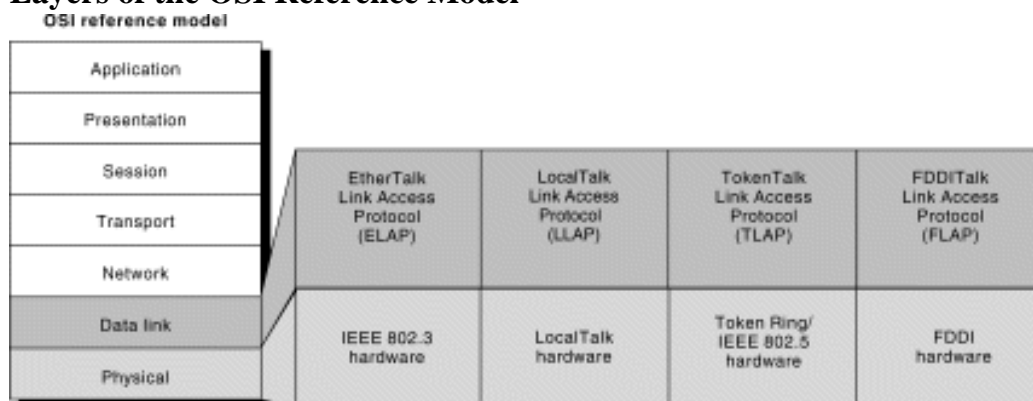 Layers of the OSI Reference Model
OSI reference model
Application
Presentation
Session
Transport
Network
Data link
Physical
EtherTalk
Link Access
Protocol
(ELAP)
LocalTalk
Link Access
Protocol
(LLAP)
TokenTalk
Link Access
Protocol
(TLAP)
FDDITalk
Link Access
Protocol
(FLAP)
IEEE 802.3
hardware
LocalTalk
hardware
Token Ring/
IEEE 802.5
hardware
FDDI
hardware